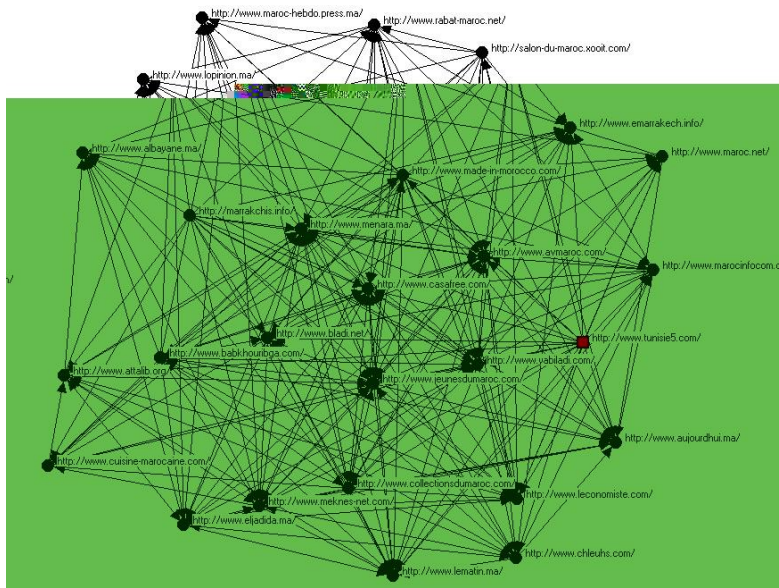 http://www.maroc-hebdo.press.ma/
http://www.rabat-maroc.net/
http://salon-du-maroc.xooit.com/
http://www.lopinion.ma/
http://www.emarrakech.info/
http://www.albayane.ma/
http://www.maroc.net/
http://www.made-in-morocco.com/
http://marrakchis.info/
http://www.menara.ma/
http://www.avmaroc.com/
http://www.marocinfocom.c
n/
http://www.casafree.com/
http://www.bladi.net/
http://www.tunisie5.com/
http://www.babkhouribga.com/
http://www.yabiladi.com/
http://www.attalib.org
http://www.jeunesdumaroc.com/
http://www.aujourdhui.ma/
http://www.cuisine-marocaine.com/
http://www.collectionsdumaroc.com/
http://www.leconomiste.com/
http://www.meknes-net.com/
http://www.eljadida.ma/
http://www.chleuhs.com/
http://www.lematin.ma/